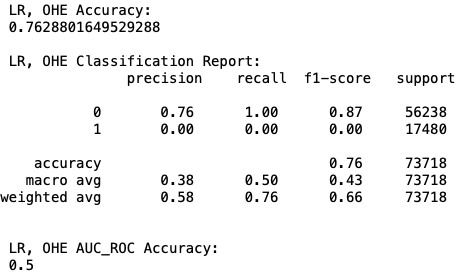 LR, OHE Accuracy:
0.7628801649529288
LR, OHE Classification Report:
precision recall f1-score support
0 0.76 1.00 0.87 56238
1 0.00 0.00 0.00 17480
accuracy 0.76 73718
macro avg 0.38 0.50 0.43 73718
weighted avg 0.58 0.76 0.66 73718
LR, OHE AUC_ROC Accuracy:
0.5